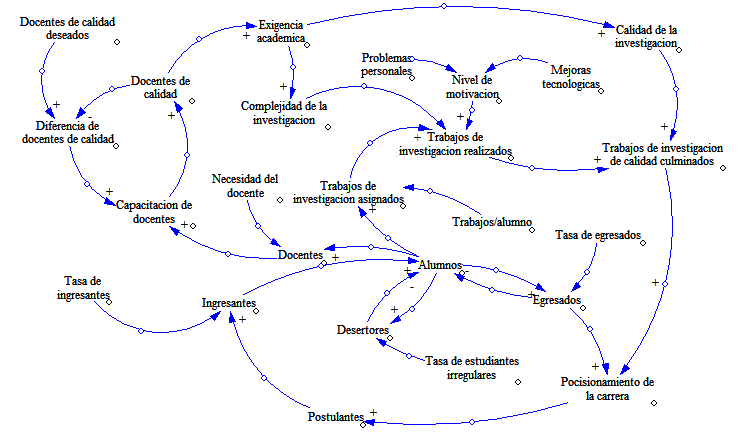 Docentes de calidad
deseados
Exigencia
academica
Calidad de la
investigacion
+
+
Problemas
personales
Mejoras
tecnologicas
Nivel de
motivacion
Docentes de
calidad
Complejidad de la
investigacion
+
+
-
+
+
Diferencia de
docentes de calidad
Trabajos de
investigacion realizados
+
+
+
Trabajos de investigacion
de calidad culminados
+
Necesidad del
docente
Trabajos de
investigacion asignados
+
Capacitacion de
docentes
+
+
Trabajos/alumno
Tasa de egresados
Docentes
+
Alumnos
+
-
-
Tasa de
ingresantes
Ingresantes
+
+
Egresados
+
+
Desertores
Tasa de estudiantes
irregulares
+
Pocisionamiento de
la carrera
Postulantes
+